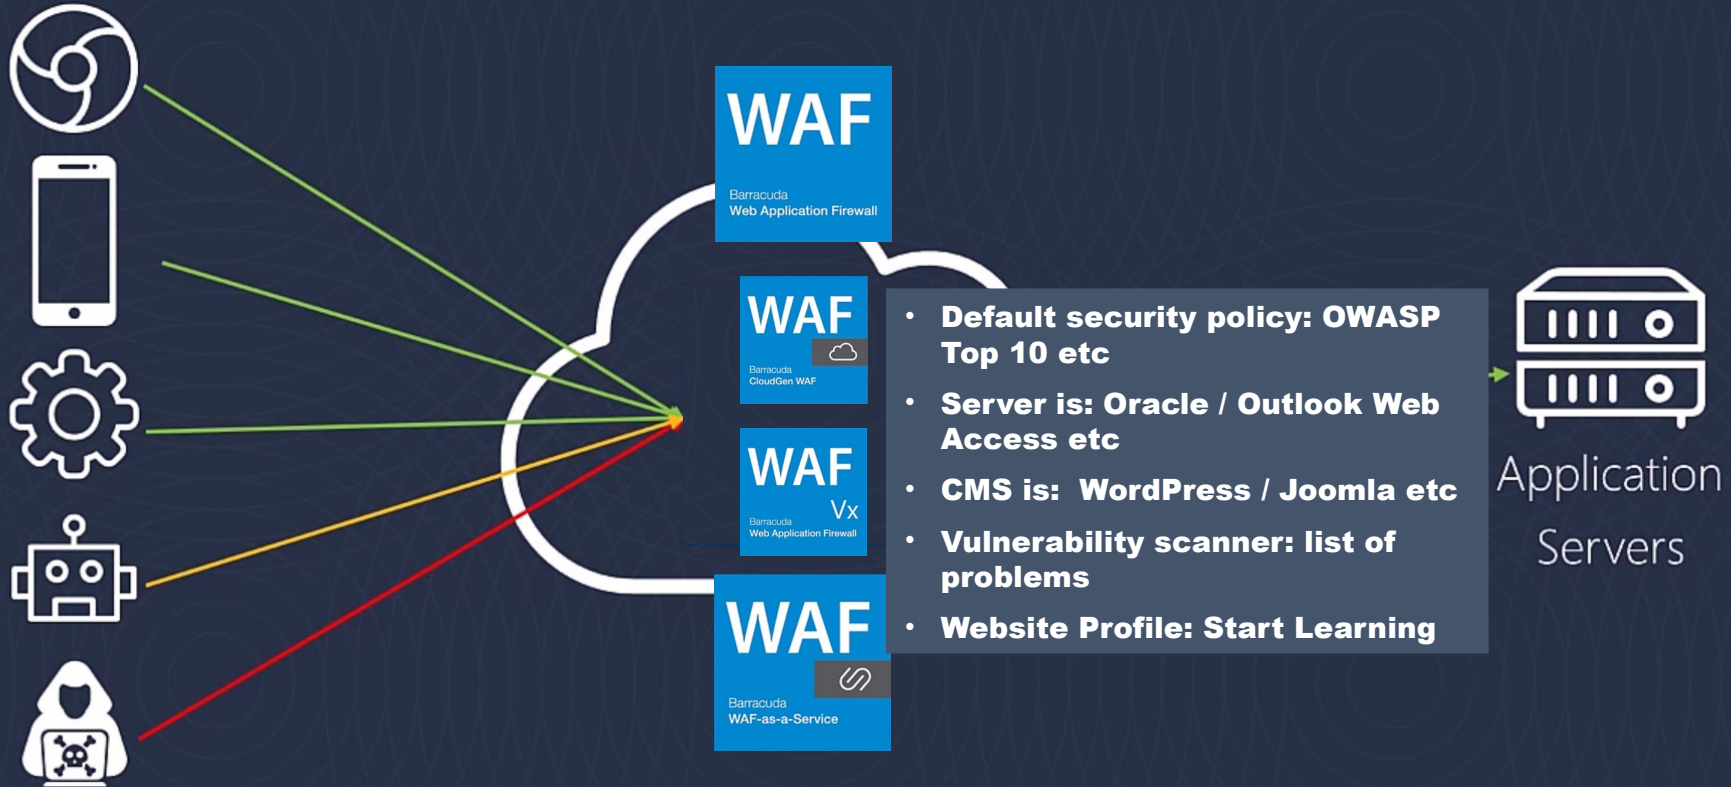 WAF
Barracuda
Web Application Firewall
WAF
Barracuda
CloudGen WAF
WAF
Vx
Barracuda
Web Application Firewall
WAF
Barracuda
WAF-as-a-Service
• Default security policy: OWASP
Top 10 etc
• Server is: Oracle / Outlook Web
Access etc
• CMS is: WordPress / Joomla etc
• Vulnerability scanner: list of
problems
• Website Profile: Start Learning
Application
Servers